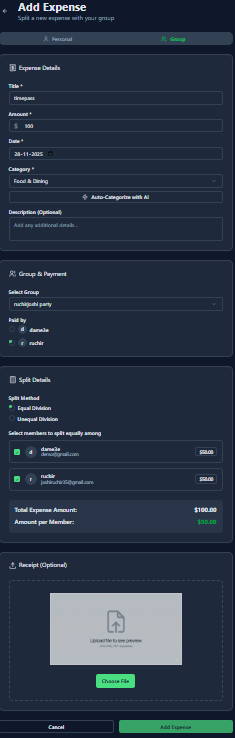 Add Expense
Split a new expense with your group
Personal
Group
Expense Details
Title *
timepass
Amount *
$ 100
Date *
28-11-2025
Category *
Food & Dining
Auto-Categorize with AI
Description (Optional)
Add any additional details...
Group & Payment
Select Group
ruchirjoshi party
Paid by
d dame3e
r ruchir
Split Details
Split Method
Equal Division
Unequal Division
Select members to split equally among
d dame3e
$50.00
r ruchir
joshiruchir35@gmail.com
$50.00
Total Expense Amount: $100.00
Amount per Member: $50.00
Receipt (Optional)
Upload file to see preview
Choose File
Cancel
Add Expense